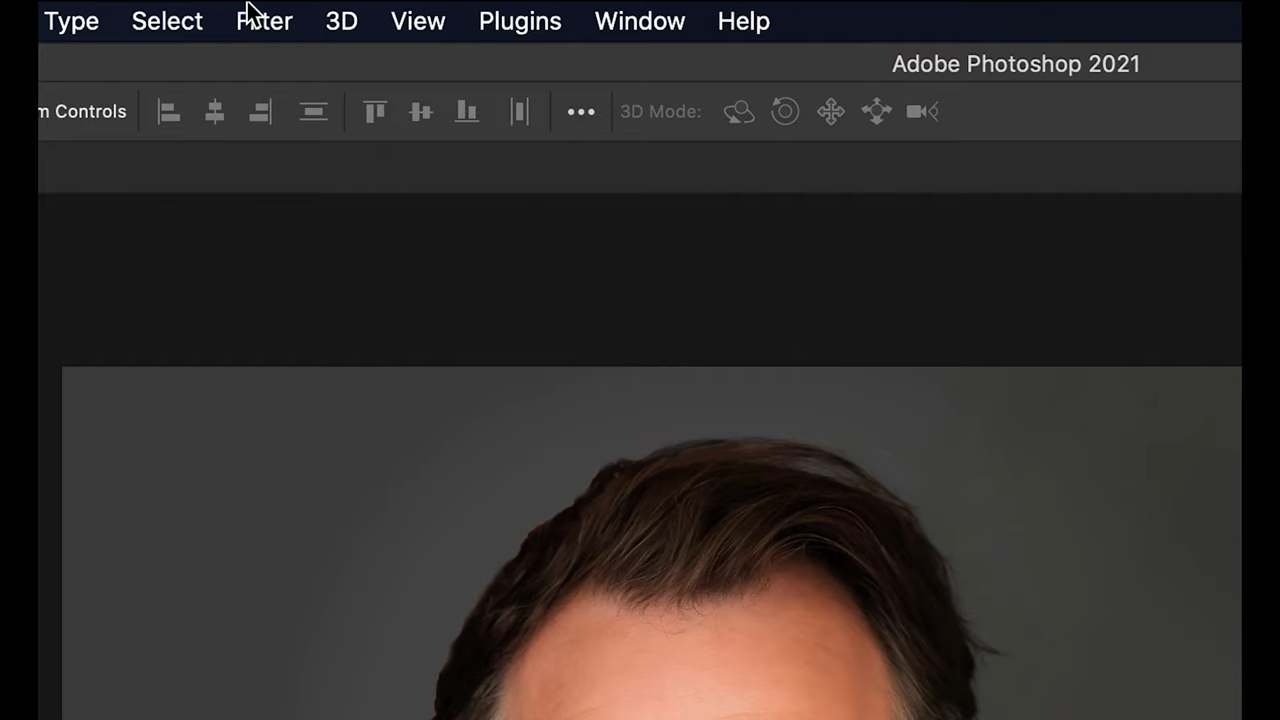 Type Select Filter 3D View Plugins Window Help
Adobe Photoshop 2021
m Controls ••• 3D Mode: